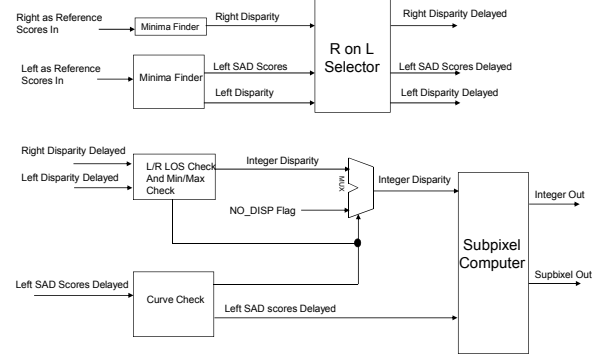 Right as Reference
Scores In
Minima Finder
Right Disparity
R on L
Selector
Right Disparity Delayed
Left as Reference
Scores In
Minima Finder
Left SAD Scores
Left Disparity
Left SAD Scores Delayed
Left Disparity Delayed
Right Disparity Delayed
Left Disparity Delayed
L/R LOS Check
And Min/Max
Check
Integer Disparity
NO_DISP Flag
MUX
Integer Disparity
Subpixel
Computer
Integer Out
Supbixel Out
Left SAD Scores Delayed
Curve Check
Left SAD scores Delayed